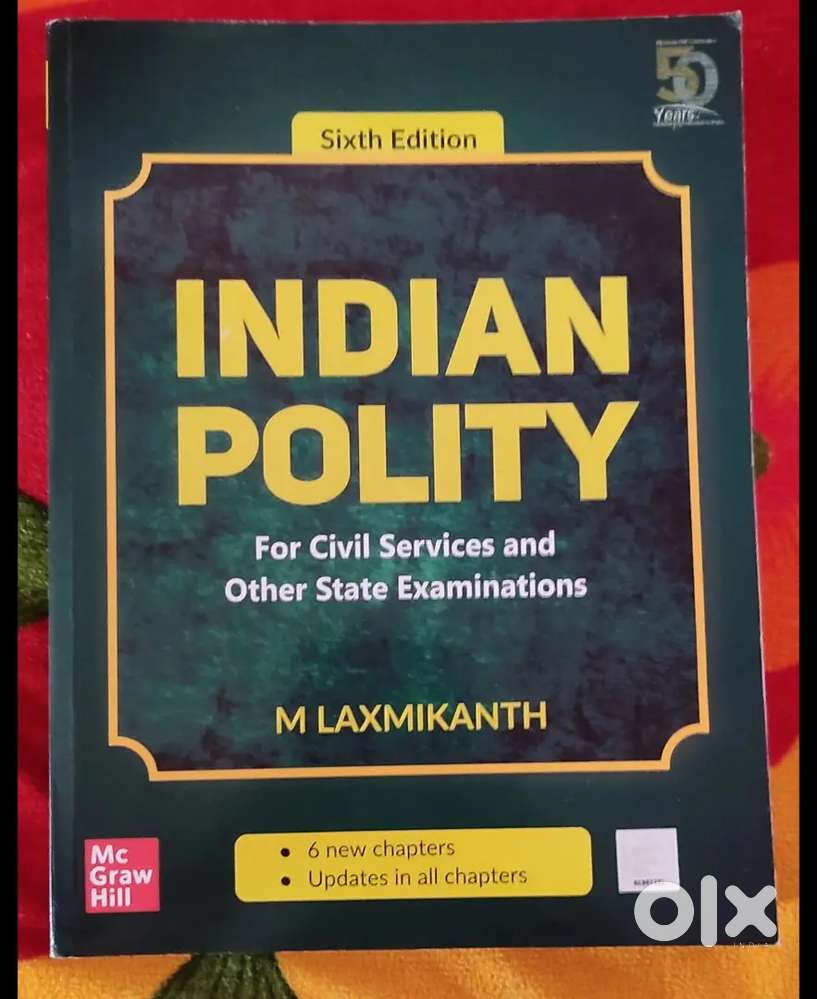 50
Years
Sixth Edition
INDIAN
POLITY
For Civil Services and
Other State Examinations
M LAXMIKANTH
Mc
Graw
Hill
• 6 new chapters
• Updates in all chapters
olx
INDIA